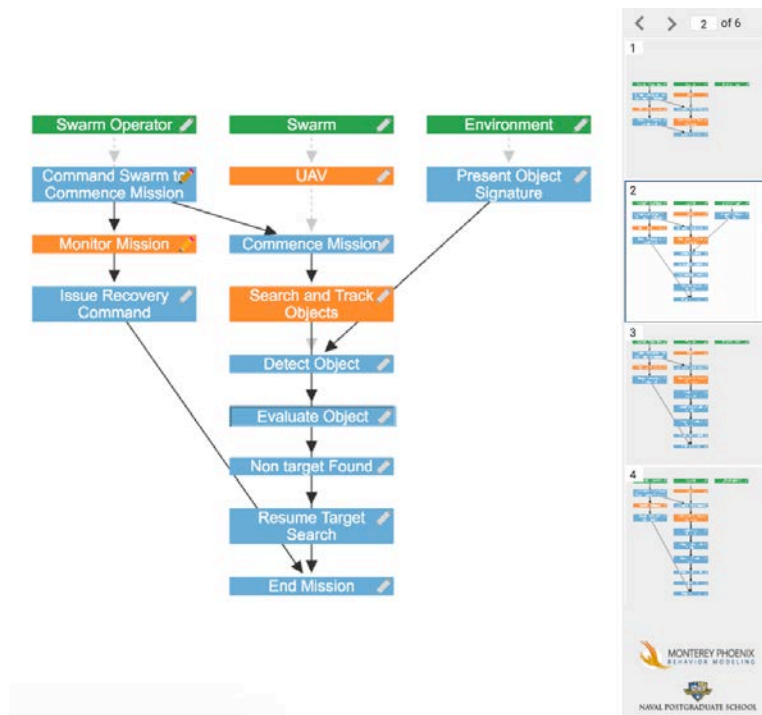 2 of 6
Swarm Operator
Swarm
Environment
Command Swarm to
Commence Mission
UAV
Present Object
Signature
Monitor Mission
Commence Mission
Issue Recovery
Command
Search and Track
Objects
Detect Object
Evaluate Object
Non target Found
Resume Target
Search
End Mission
1
2
3
4
MONTEREY PHOENIX
BEHAVIOR MODELING
NAVAL POSTGRADUATE SCHOOL